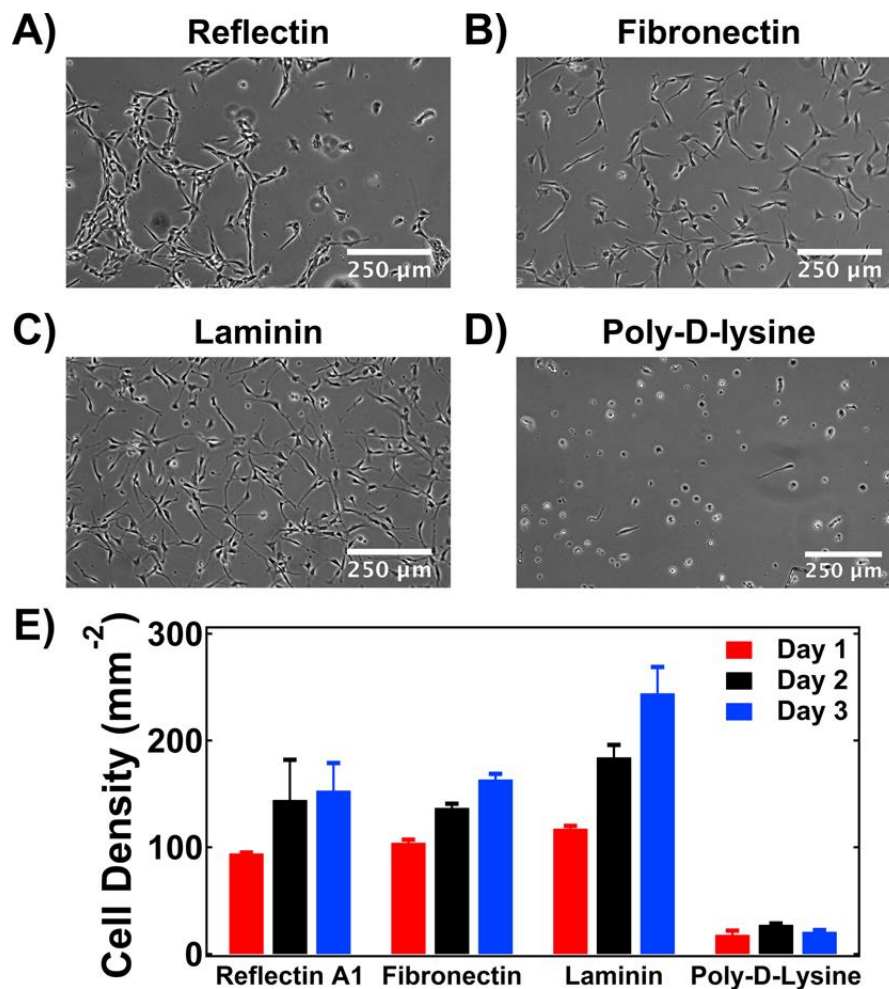 A) Reflectin
250 µm
B) Fibronectin
250 µm
C) Laminin
250 µm
D) Poly-D-lysine
250 µm
E)
Cell Density (mm⁻²)
300
200
100
0
Day 1
Day 2
Day 3
Reflectin A1 Fibronectin Laminin Poly-D-Lysine